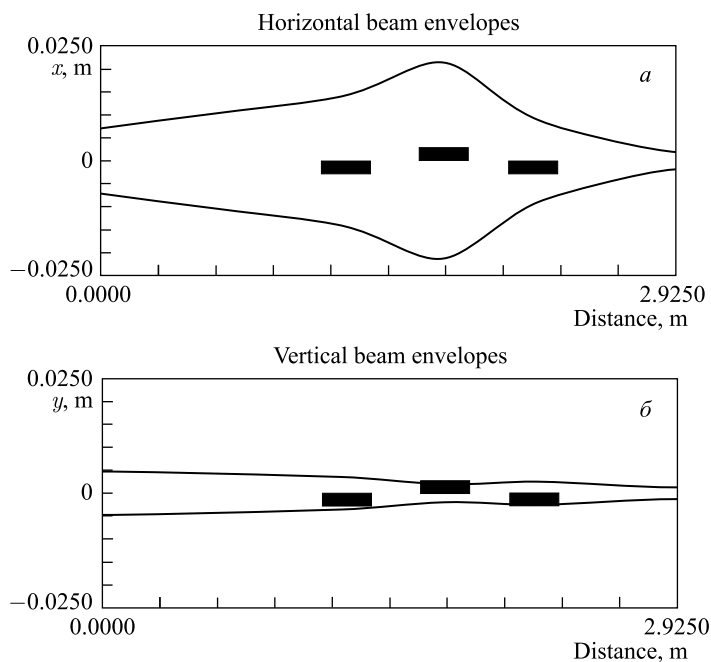 Horizontal beam envelopes
0.0250
x, m
а
0
−0.0250
0.0000
2.9250
Distance, m
Vertical beam envelopes
0.0250
y, m
б
0
−0.0250
0.0000
2.9250
Distance, m